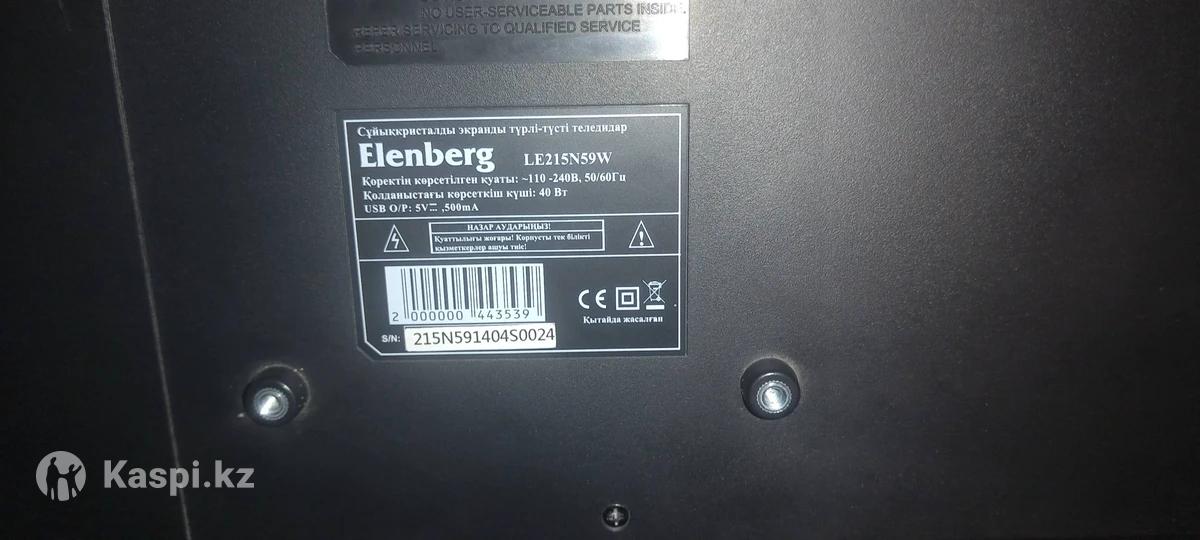 NO USER-SERVICEABLE PARTS INSIDE
REFER SERVICING TO QUALIFIED SERVICE
PERSONNEL
Сұйыққристалды экранды түрлі-түсті теледидар
Elenberg LE215N59W
Қоректің көрсетілген қуаты: ~110 -240В, 50/60Гц
Қолданыстағы көрсеткіш күші: 40 Вт
USB O/P: 5V⎓ ,500mA
НАЗАР АУДАРЫҢЫЗ!
Қуаттылығы жоғары! Корпусты тек білікті
қызметкерлер ашуы тиіс!
2 000000 443539
CE
Қытайда жасалған
S/N: 215N591404S0024
Kaspi.kz